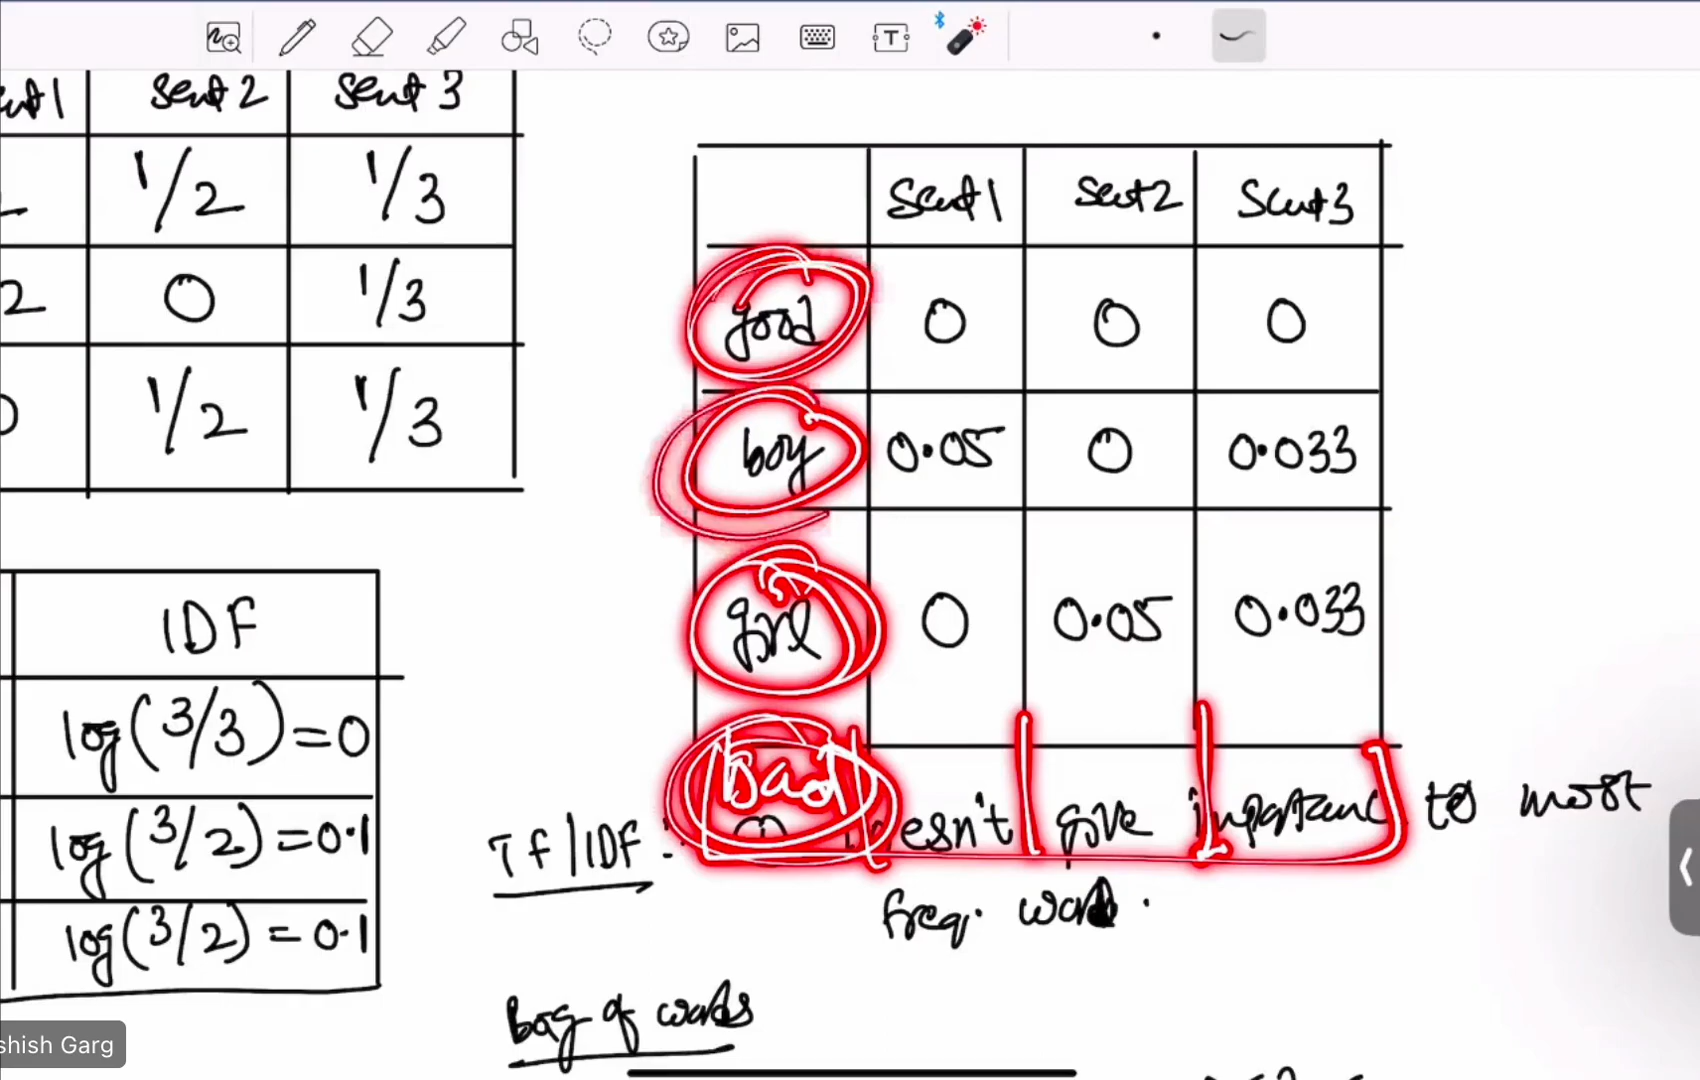 sent 2 sent 3
1/2 1/3
2 0 1/3
1/2 1/3
sent1 sent2 sent3
good 0 0 0
boy 0.05 0 0.033
girl 0 0.05 0.033
bad
IDF
log(3/3)=0
log(3/2)=0.1
log(3/2)=0.1
TF/IDF: give to most
freq. word.
Bag of words
shish Garg
T